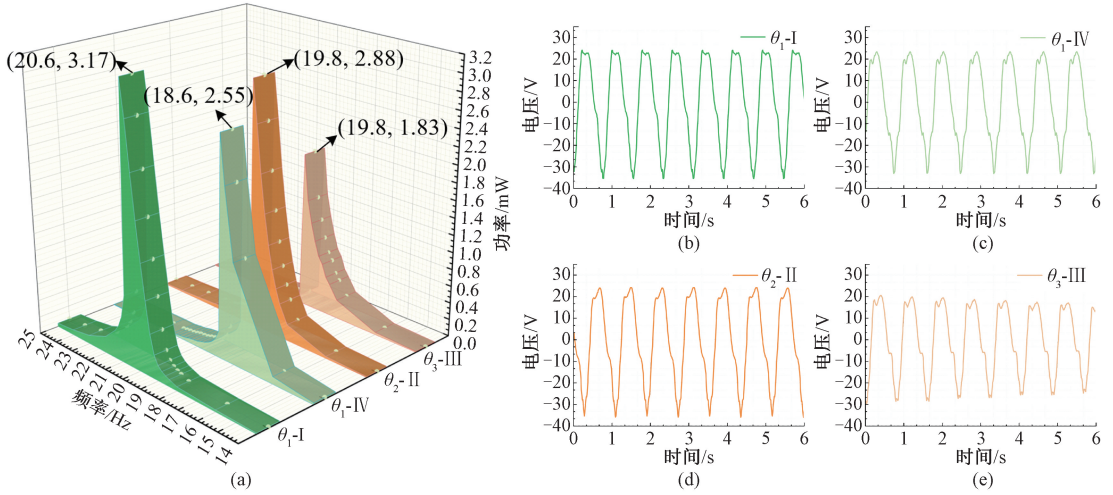 (20.6, 3.17)
(19.8, 2.88)
(18.6, 2.55)
(19.8, 1.83)
3.2
3.0
2.8
2.6
2.4
2.2
2.0
1.8
1.6
1.4
1.2
1.0
0.8
0.6
0.4
0.2
0.0
功率/mW
25
24
23
22
21
20
19
18
17
16
15
14
频率/Hz
θ1-I
θ1-IV
θ2-II
θ3-III
(a)
30
20
10
0
−10
−20
−30
−40
电压/V
θ1-I
0 1 2 3 4 5 6
时间/s
(b)
30
20
10
0
−10
−20
−30
−40
电压/V
θ1-IV
0 1 2 3 4 5 6
时间/s
(c)
30
20
10
0
−10
−20
−30
−40
电压/V
θ2-II
0 1 2 3 4 5 6
时间/s
(d)
30
20
10
0
−10
−20
−30
−40
电压/V
θ3-III
0 1 2 3 4 5 6
时间/s
(e)